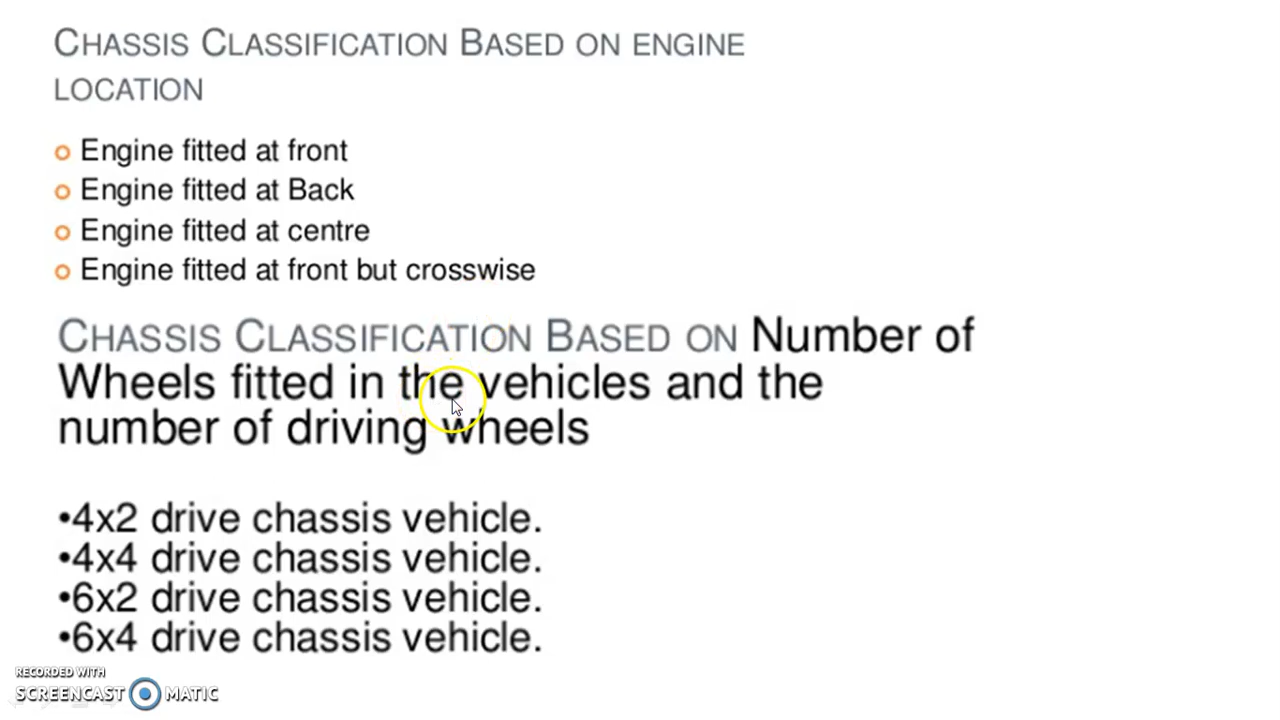 CHASSIS CLASSIFICATION BASED ON ENGINE
LOCATION
Engine fitted at front
Engine fitted at Back
Engine fitted at centre
Engine fitted at front but crosswise
CHASSIS CLASSIFICATION BASED ON Number of
Wheels fitted in the vehicles and the
number of driving wheels
•4x2 drive chassis vehicle.
•4x4 drive chassis vehicle.
•6x2 drive chassis vehicle.
•6x4 drive chassis vehicle.
RECORDED WITH
SCREENCAST MATIC